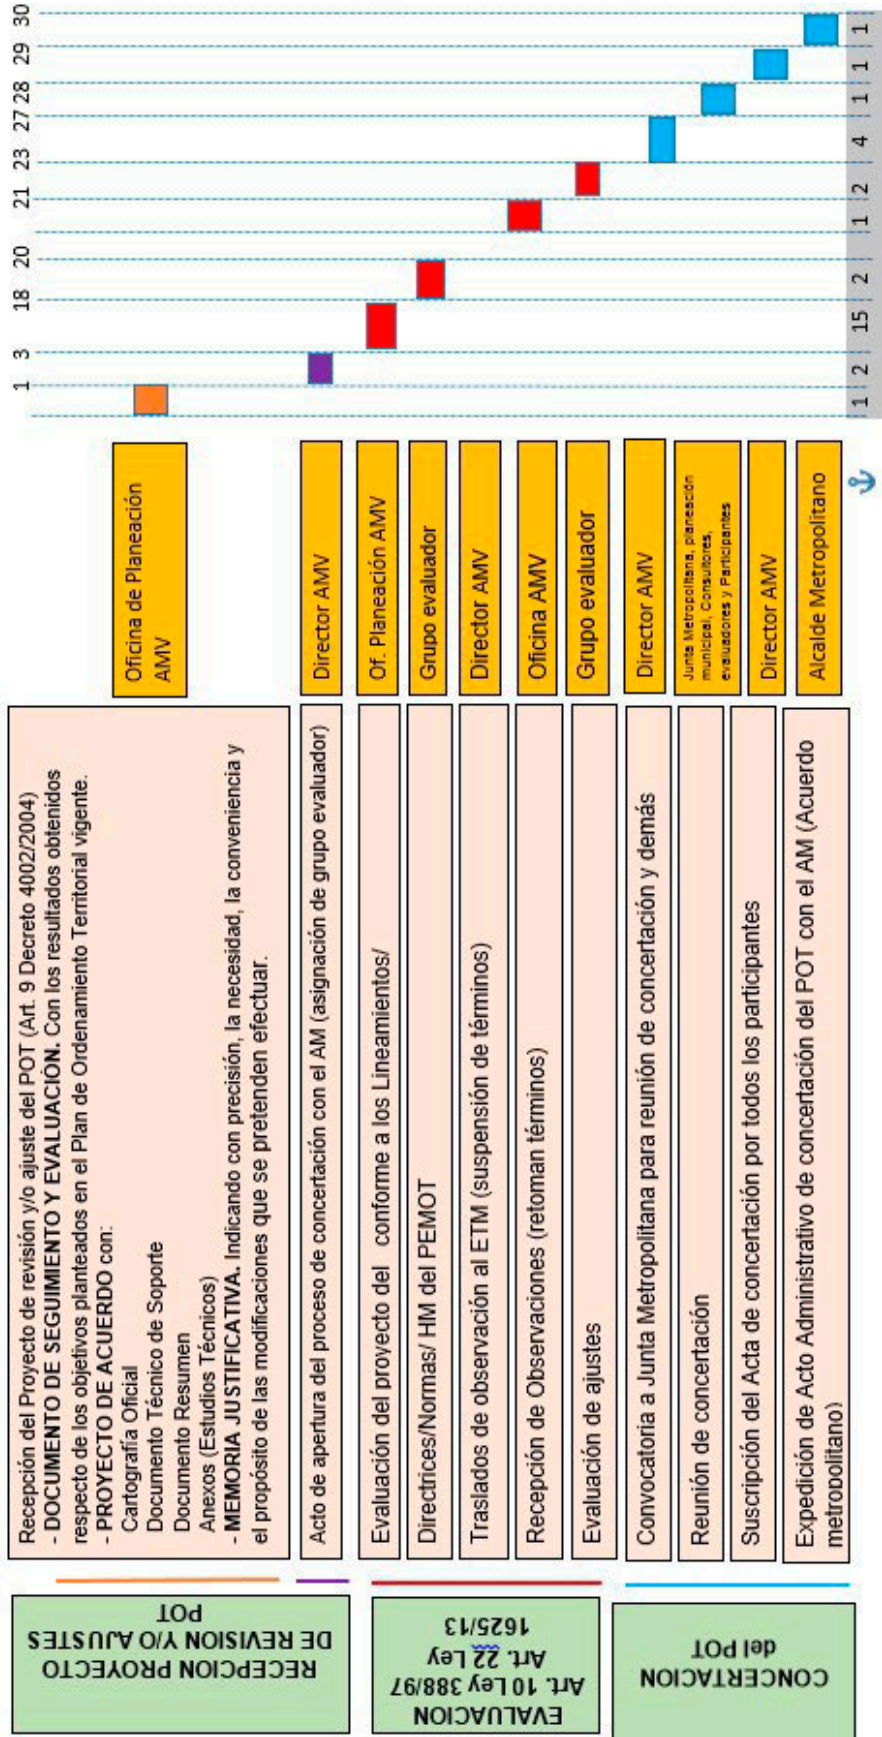 RECEPCION PROYECTO
DE REVISION Y/O AJUSTES
POT
Recepción del Proyecto de revisión y/o ajuste del POT (Art. 9 Decreto 4002/2004)
- DOCUMENTO DE SEGUIMIENTO Y EVALUACIÓN. Con los resultados obtenidos
respecto de los objetivos planteados en el Plan de Ordenamiento Territorial vigente.
- PROYECTO DE ACUERDO con:
Cartografía Oficial
Documento Técnico de Soporte
Documento Resumen
Anexos (Estudios Técnicos)
- MEMORIA JUSTIFICATIVA. Indicando con precisión, la necesidad, la conveniencia y
el propósito de las modificaciones que se pretenden efectuar.
Oficina de Planeación
AMV
Acto de apertura del proceso de concertación con el AM (asignación de grupo evaluador)
Director AMV
EVALUACION
Art. 10 Ley 388/97
Art. 22 Ley
1625/13
Evaluación del proyecto del conforme a los Lineamientos/
Of. Planeación AMV
Directrices/Normas/ HM del PEMOT
Grupo evaluador
Traslados de observación al ETM (suspensión de términos)
Director AMV
Recepción de Observaciones (retoman términos)
Oficina AMV
Evaluación de ajustes
Grupo evaluador
CONCERTACION
del POT
Convocatoria a Junta Metropolitana para reunión de concertación y demás
Director AMV
Reunión de concertación
Junta Metropolitana, planeación
municipal, Consultores,
evaluadores y Participantes
Suscripción del Acta de concertación por todos los participantes
Director AMV
Expedición de Acto Administrativo de concertación del POT con el AM (Acuerdo
metropolitano)
Alcalde Metropolitano
1 3 18 20 21 23 27 28 29 30
1 2 15 2 1 2 4 1 1 1